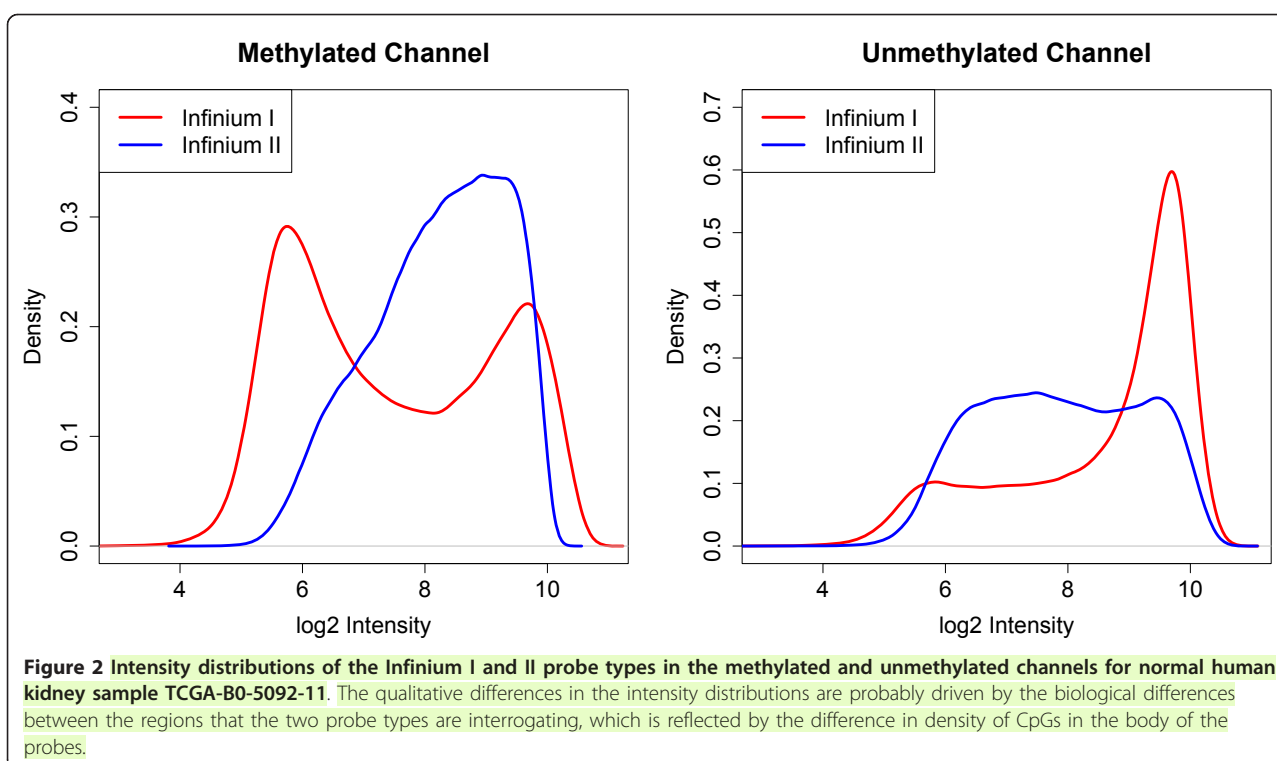 Methylated Channel
Infinium I
Infinium II
0.4
0.3
0.2
0.1
0.0
Density
4 6 8 10
log2 Intensity
Unmethylated Channel
Infinium I
Infinium II
0.7
0.6
0.5
0.4
0.3
0.2
0.1
0.0
Density
4 6 8 10
log2 Intensity
Figure 2 Intensity distributions of the Infinium I and II probe types in the methylated and unmethylated channels for normal human
kidney sample TCGA-B0-5092-11. The qualitative differences in the intensity distributions are probably driven by the biological differences
between the regions that the two probe types are interrogating, which is reflected by the difference in density of CpGs in the body of the
probes.